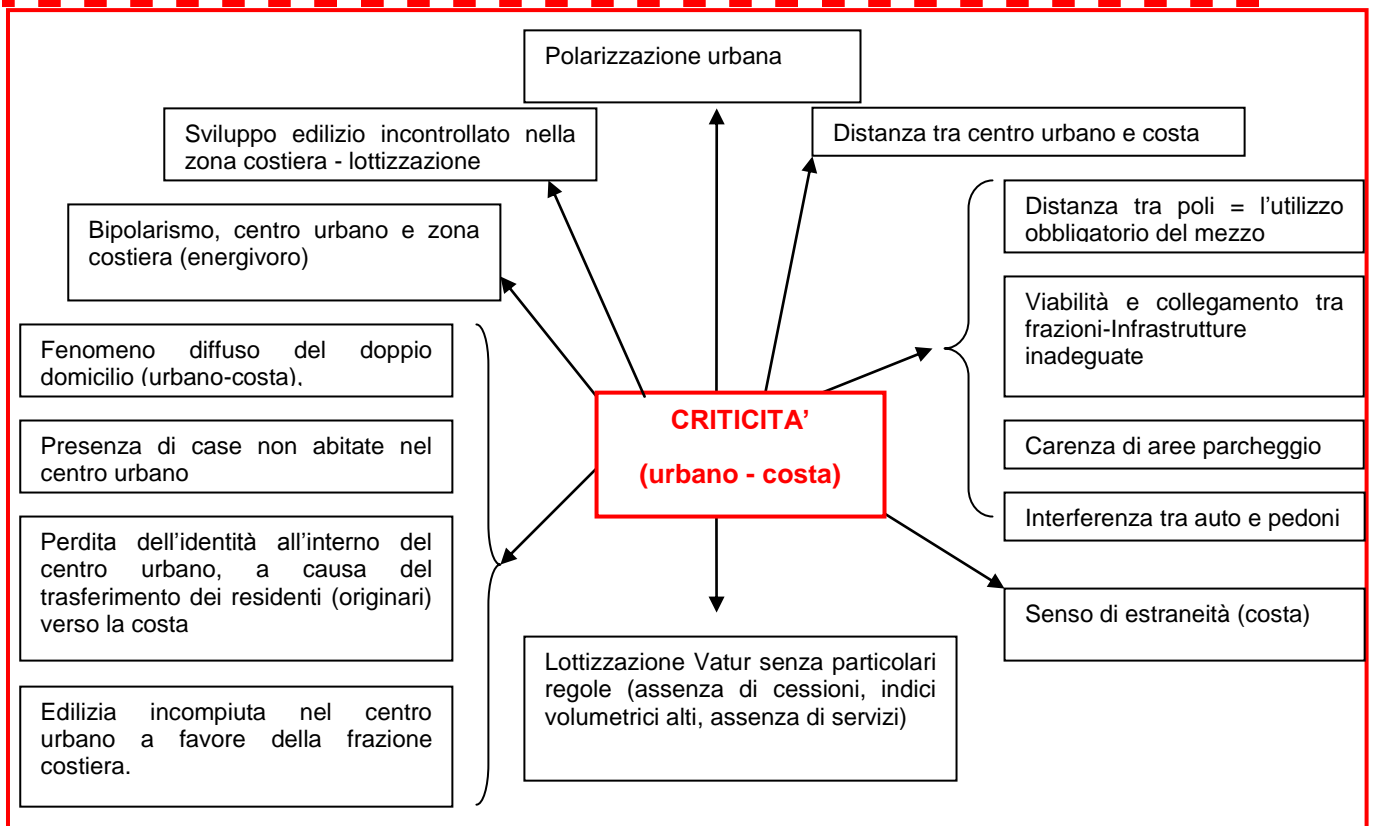 Polarizzazione urbana
Sviluppo edilizio incontrollato nella
zona costiera - lottizzazione
Distanza tra centro urbano e costa
Bipolarismo, centro urbano e zona
costiera (energivoro)
Distanza tra poli = l'utilizzo
obbligatorio del mezzo
Viabilità e collegamento tra
frazioni-Infrastrutture
inadeguate
Carenza di aree parcheggio
Interferenza tra auto e pedoni
Fenomeno diffuso del doppio
domicilio (urbano-costa).
Presenza di case non abitate nel
centro urbano
Perdita dell'identità all'interno del
centro urbano, a causa del
trasferimento dei residenti (originari)
verso la costa
Edilizia incompiuta nel centro
urbano a favore della frazione
costiera.
CRITICITA'
(urbano - costa)
Senso di estraneità (costa)
Lottizzazione Vatur senza particolari
regole (assenza di cessioni, indici
volumetrici alti, assenza di servizi)